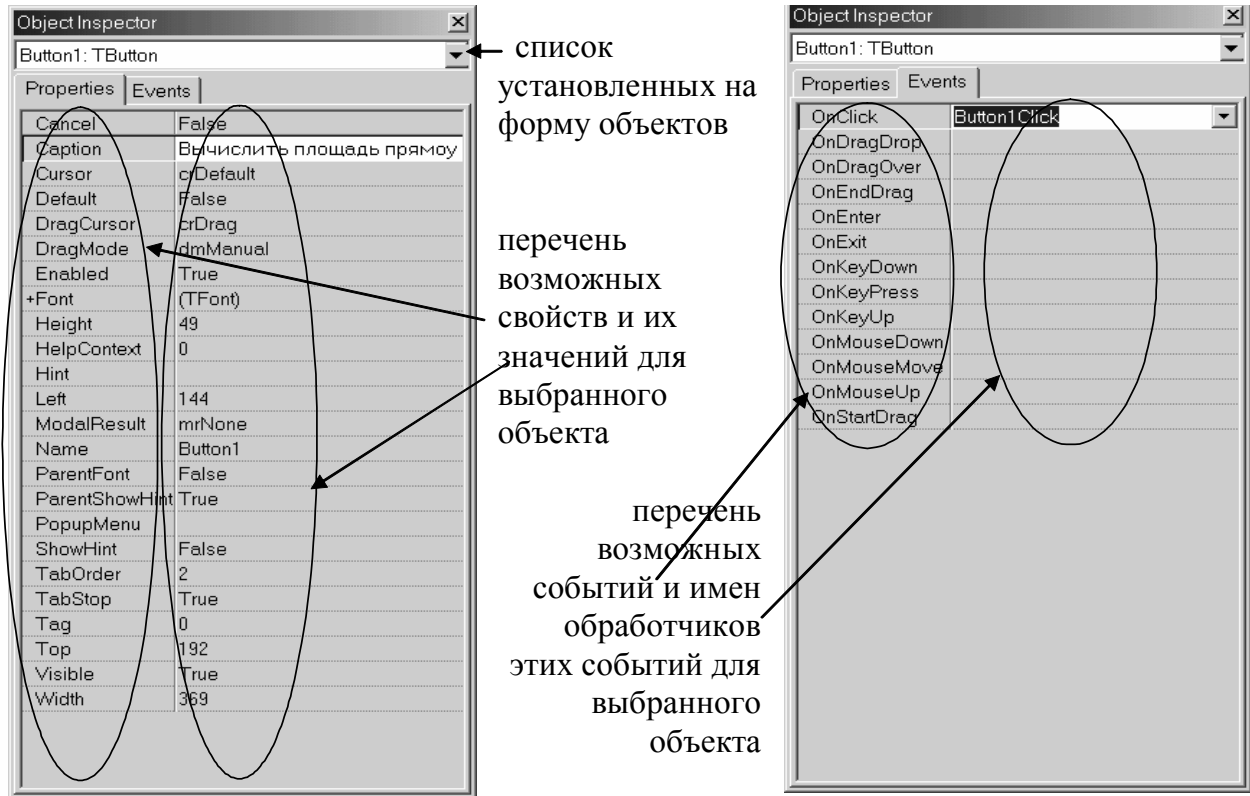 Object Inspector
Button1: TButton
Properties Events
Cancel False
Caption Вычислить площадь прямоу
Cursor crDefault
Default False
DragCursor crDrag
DragMode dmManual
Enabled True
+Font (TFont)
Height 49
HelpContext 0
Hint
Left 144
ModalResult mrNone
Name Button1
ParentFont False
ParentShowHint True
PopupMenu
ShowHint False
TabOrder 2
TabStop True
Tag 0
Top 192
Visible True
Width 369
список
установленных на
форму объектов
перечень
возможных
свойств и их
значений для
выбранного
объекта
перечень
возможных
событий и имен
обработчиков
этих событий для
выбранного
объекта
Object Inspector
Button1: TButton
Properties Events
OnClick Button1Click
OnDragDrop
OnDragOver
OnEndDrag
OnEnter
OnExit
OnKeyDown
OnKeyPress
OnKeyUp
OnMouseDown
OnMouseMove
OnMouseUp
OnStartDrag